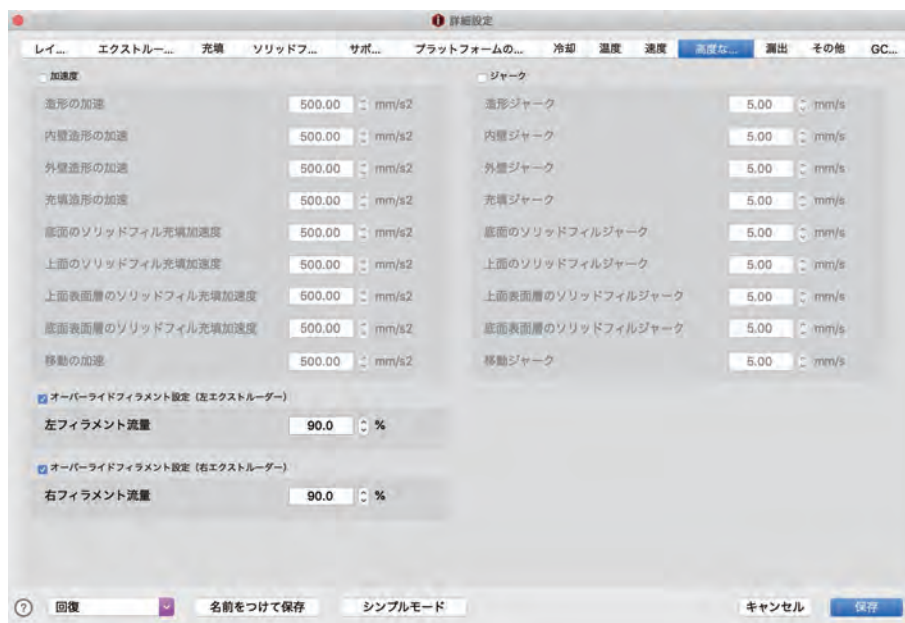 詳細設定
レイ... エクストルー... 充填 ソリッドフ... サポ... プラットフォームの... 冷却 温度 速度 高度な... 漏出 その他 GC...
加速度
造形の加速 500.00 mm/s2
内壁造形の加速 500.00 mm/s2
外壁造形の加速 500.00 mm/s2
充填造形の加速 500.00 mm/s2
底面のソリッドフィル充填加速度 500.00 mm/s2
上面のソリッドフィル充填加速度 500.00 mm/s2
上面表面層のソリッドフィル充填加速度 500.00 mm/s2
底面表面層のソリッドフィル充填加速度 500.00 mm/s2
移動の加速 500.00 mm/s2
ジャーク
造形ジャーク 5.00 mm/s
内壁ジャーク 5.00 mm/s
外壁ジャーク 5.00 mm/s
充填ジャーク 5.00 mm/s
底面のソリッドフィルジャーク 5.00 mm/s
上面のソリッドフィルジャーク 5.00 mm/s
上面表面層のソリッドフィルジャーク 5.00 mm/s
底面表面層のソリッドフィルジャーク 5.00 mm/s
移動ジャーク 5.00 mm/s
オーバーライドフィラメント設定（左エクストルーダー）
左フィラメント流量 90.0 %
オーバーライドフィラメント設定（右エクストルーダー）
右フィラメント流量 90.0 %
? 回復 名前をつけて保存 シンプルモード キャンセル 保存